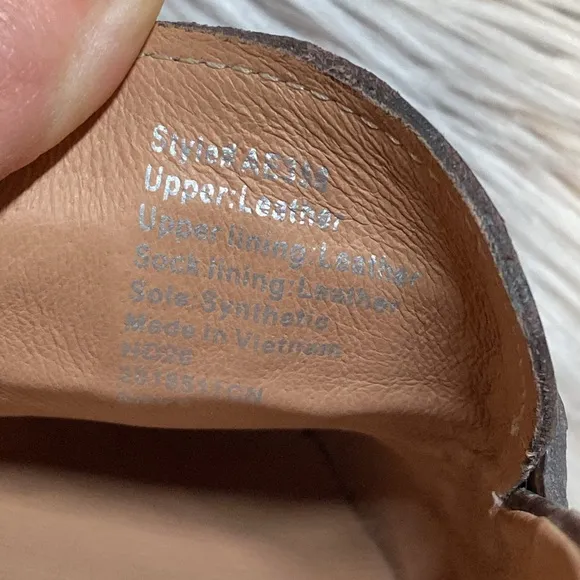 Style#AE315
Upper:Leather
Upper lining:Leather
Sock lining:Leather
Sole: Synthetic
Made in Vietnam